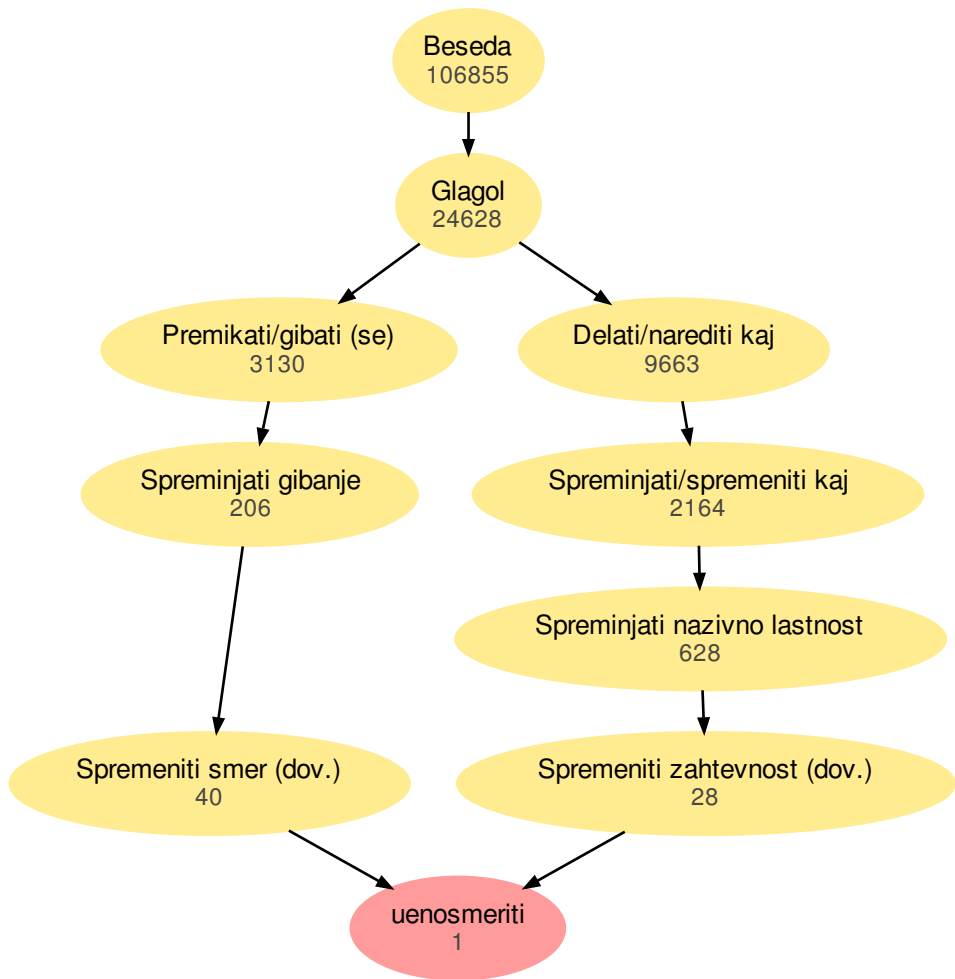 Beseda
106855
Glagol
24628
Premikati/gibati (se)
3130
Delati/narediti kaj
9663
Spreminjati gibanje
206
Spreminjati/spremeniti kaj
2164
Spreminjati nazivno lastnost
628
Spremeniti smer (dov.)
40
Spremeniti zahtevnost (dov.)
28
uenosmeriti
1